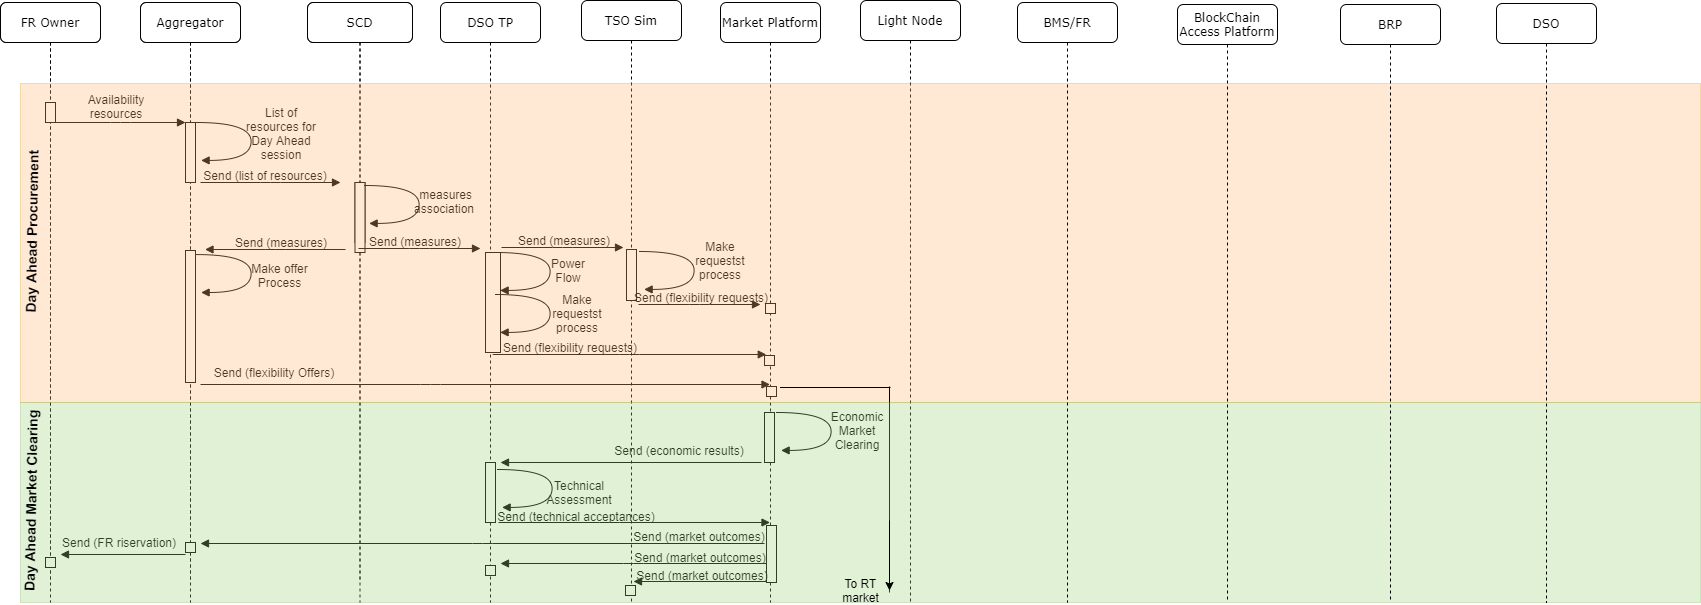 FR Owner
Aggregator
SCD
DSO TP
TSO Sim
Market Platform
Light Node
BMS/FR
BlockChain
Access Platform
BRP
DSO
Day Ahead Procurement
Availability
resources
List of
resources for
Day Ahead
session
Send (list of resources)
measures
association
Send (measures)
Send (measures)
Send (measures)
Make offer
Process
Power
Flow
Make
requestst
process
Make
requestst
process
Send (flexibility requests)
Send (flexibility requests)
Send (flexibility Offers)
Day Ahead Market Clearing
Economic
Market
Clearing
Send (economic results)
Technical
Assessment
Send (technical acceptances)
Send (market outcomes)
Send (FR riservation)
Send (market outcomes)
Send (market outcomes)
To RT
market